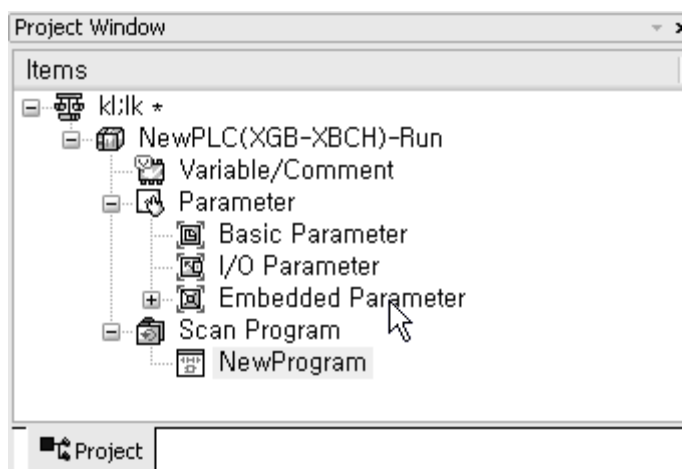 Project Window
Items
kl;lk *
NewPLC(XGB-XBCH)-Run
Variable/Comment
Parameter
Basic Parameter
I/O Parameter
Embedded Parameter
Scan Program
NewProgram
Project